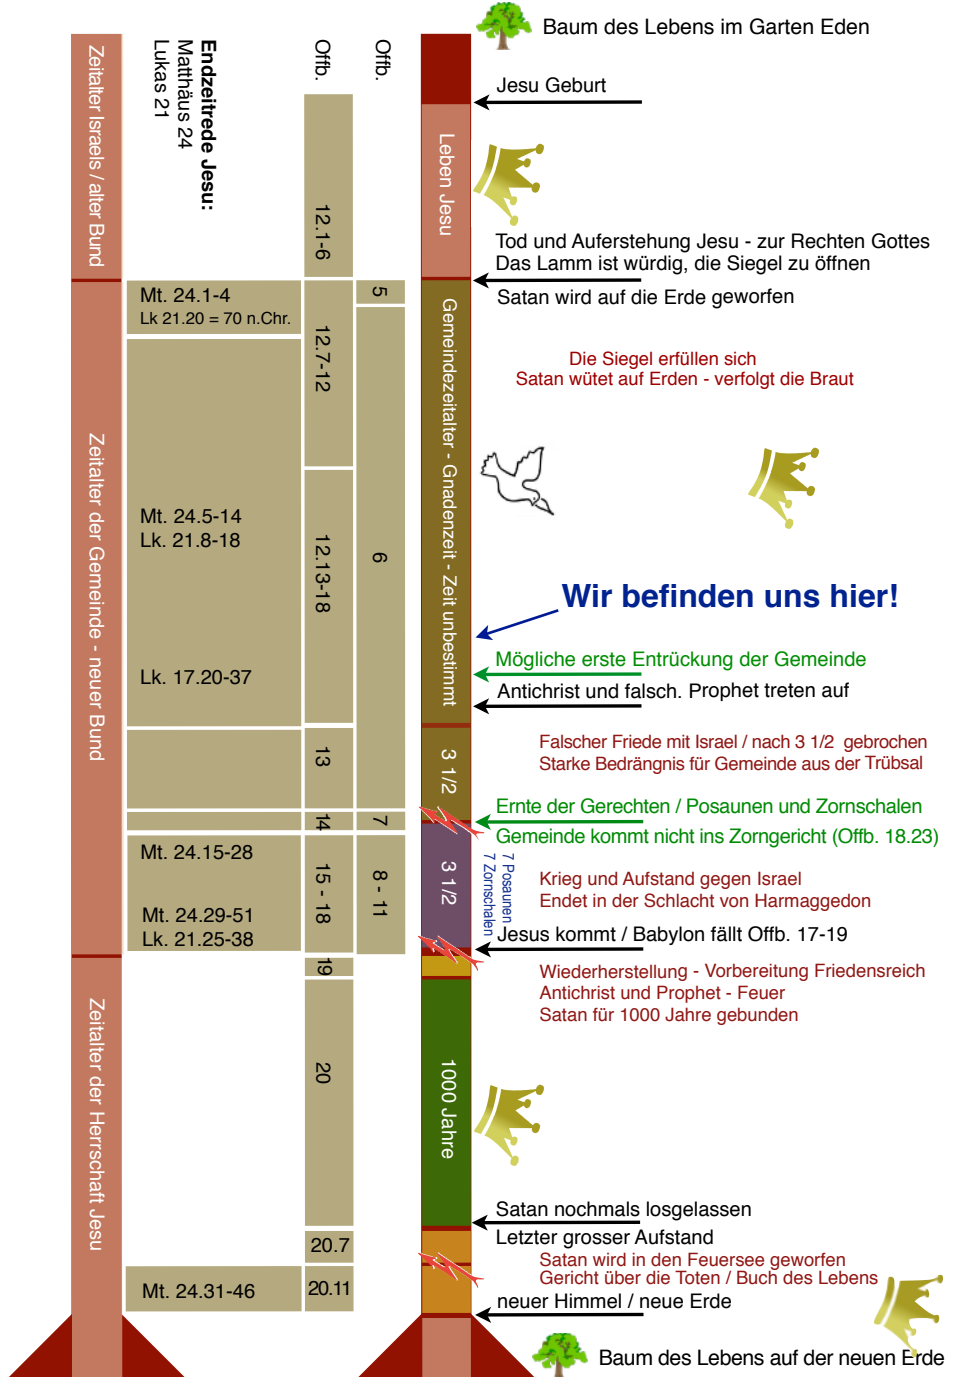 Baum des Lebens im Garten Eden
Zeitalter Israels / alter Bund
Endzeitrede Jesu:
Matthäus 24
Lukas 21
Offb.
Offb.
Jesu Geburt
Leben Jesu
12.1-6
Tod und Auferstehung Jesu - zur Rechten Gottes
Das Lamm ist würdig, die Siegel zu öffnen
Satan wird auf die Erde geworfen
Mt. 24.1-4
Lk 21.20 = 70 n.Chr.
5
12.7-12
Gemeindezeitalter - Gnadenzeit - Zeit unbestimmt
Die Siegel erfüllen sich
Satan wütet auf Erden - verfolgt die Braut
Zeitalter der Gemeinde - neuer Bund
Mt. 24.5-14
Lk. 21.8-18
12.13-18
6
Wir befinden uns hier!
Lk. 17.20-37
Mögliche erste Entrückung der Gemeinde
Antichrist und falsch. Prophet treten auf
13
3 1/2
Falscher Friede mit Israel / nach 3 1/2 gebrochen
Starke Bedrängnis für Gemeinde aus der Trübsal
14
7
Ernte der Gerechten / Posaunen und Zornschalen
Gemeinde kommt nicht ins Zorngericht (Offb. 18.23)
Mt. 24.15-28
Mt. 24.29-51
Lk. 21.25-38
15 - 18
8 - 11
3 1/2
7 Posaunen
7 Zornschalen
Krieg und Aufstand gegen Israel
Endet in der Schlacht von Harmaggedon
Jesus kommt / Babylon fällt Offb. 17-19
19
Wiederherstellung - Vorbereitung Friedensreich
Antichrist und Prophet - Feuer
Satan für 1000 Jahre gebunden
Zeitalter der Herrschaft Jesu
20
1000 Jahre
Satan nochmals losgelassen
Letzter grosser Aufstand
20.7
Satan wird in den Feuersee geworfen
Gericht über die Toten / Buch des Lebens
Mt. 24.31-46
20.11
neuer Himmel / neue Erde
Baum des Lebens auf der neuen Erde